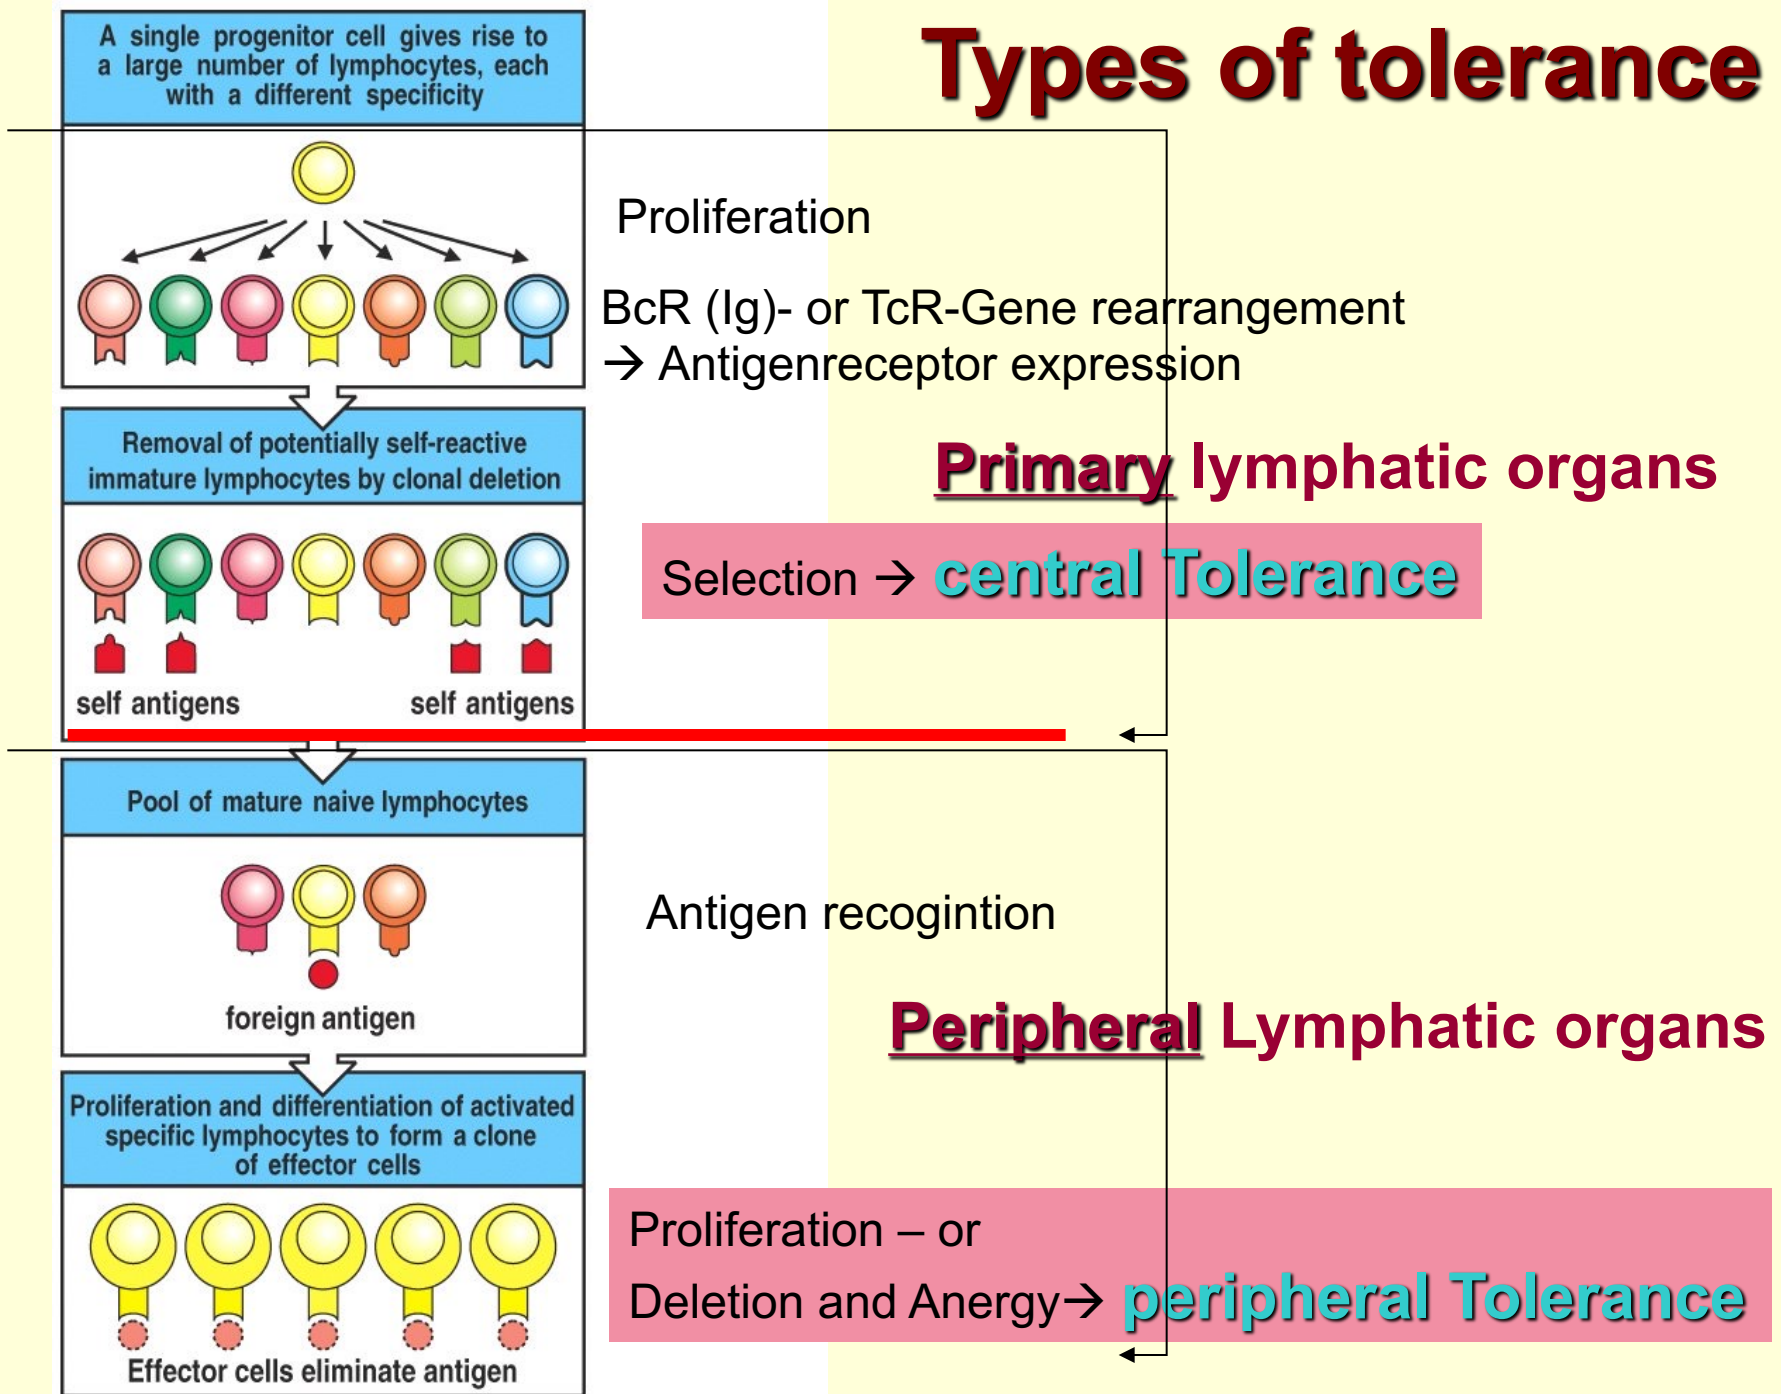 Types of tolerance
A single progenitor cell gives rise to
a large number of lymphocytes, each
with a different specificity
Proliferation
BcR (Ig)- or TcR-Gene rearrangement
→ Antigenreceptor expression
Removal of potentially self-reactive
immature lymphocytes by clonal deletion
Primary lymphatic organs
Selection → central Tolerance
self antigens
self antigens
Pool of mature naive lymphocytes
Antigen recogintion
foreign antigen
Peripheral Lymphatic organs
Proliferation and differentiation of activated
specific lymphocytes to form a clone
of effector cells
Proliferation – or
Deletion and Anergy→ peripheral Tolerance
Effector cells eliminate antigen